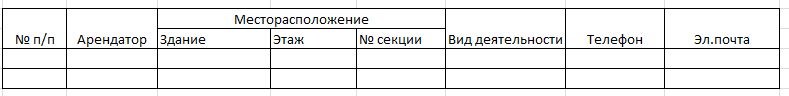 Месторасположение
№ п/п Арендатор Здание Этаж № секции Вид деятельности Телефон Эл.почта